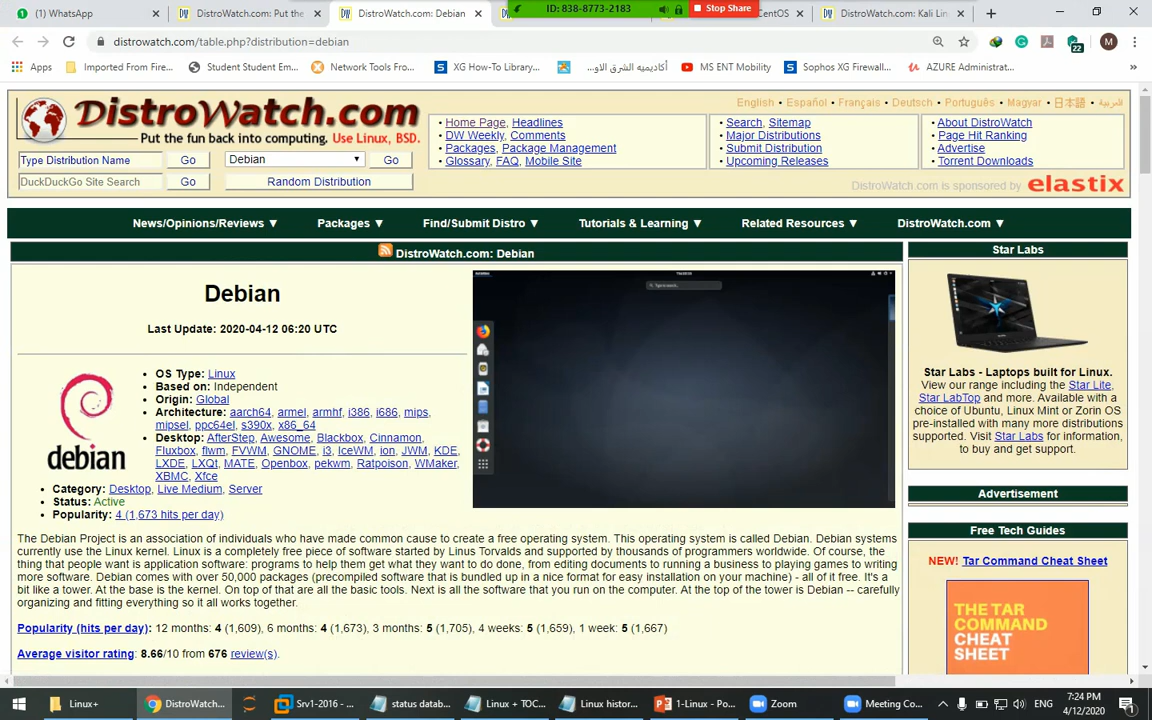 (1) WhatsApp
DistroWatch.com: Put the
DistroWatch.com: Debian
ID: 838-8773-2183
Stop Share
CentOS
DistroWatch.com: Kali Lin
distrowatch.com/table.php?distribution=debian
22
M
Apps
Imported From Fire...
Student Student Em...
Network Tools Fro...
XG How-To Library...
أكاديميه الشرق الاو...
MS ENT Mobility
Sophos XG Firewall...
AZURE Administrat...
DistroWatch.com
Put the fun back into computing. Use Linux, BSD.
Type Distribution Name
Go
Debian
Go
DuckDuckGo Site Search
Go
Random Distribution
• Home Page, Headlines
• DW Weekly, Comments
• Packages, Package Management
• Glossary, FAQ, Mobile Site
English • Español • Français • Deutsch • Português • Magyar • 日本語 • العربية
• Search, Sitemap
• Major Distributions
• Submit Distribution
• Upcoming Releases
• About DistroWatch
• Page Hit Ranking
• Advertise
• Torrent Downloads
DistroWatch.com is sponsored by elastix
News/Opinions/Reviews ▼ Packages ▼ Find/Submit Distro ▼ Tutorials & Learning ▼ Related Resources ▼ DistroWatch.com ▼
DistroWatch.com: Debian
Debian
Last Update: 2020-04-12 06:20 UTC
debian
• OS Type: Linux
• Based on: Independent
• Origin: Global
• Architecture: aarch64, armel, armhf, i386, i686, mips,
mipsel, ppc64el, s390x, x86_64
• Desktop: AfterStep, Awesome, Blackbox, Cinnamon,
Fluxbox, flwm, FVWM, GNOME, i3, IceWM, ion, JWM, KDE,
LXDE, LXQt, MATE, Openbox, pekwm, Ratpoison, WMaker,
XBMC, Xfce
• Category: Desktop, Live Medium, Server
• Status: Active
• Popularity: 4 (1,673 hits per day)
The Debian Project is an association of individuals who have made common cause to create a free operating system. This operating system is called Debian. Debian systems
currently use the Linux kernel. Linux is a completely free piece of software started by Linus Torvalds and supported by thousands of programmers worldwide. Of course, the
thing that people want is application software: programs to help them get what they want to do done, from editing documents to running a business to playing games to writing
more software. Debian comes with over 50,000 packages (precompiled software that is bundled up in a nice format for easy installation on your machine) - all of it free. It's a
bit like a tower. At the base is the kernel. On top of that are all the basic tools. Next is all the software that you run on the computer. At the top of the tower is Debian -- carefully
organizing and fitting everything so it all works together.
Popularity (hits per day): 12 months: 4 (1,609), 6 months: 4 (1,673), 3 months: 5 (1,705), 4 weeks: 5 (1,659), 1 week: 5 (1,667)
Average visitor rating: 8.66/10 from 676 review(s).
Star Labs
Star Labs - Laptops built for Linux.
View our range including the Star Lite,
Star LabTop and more. Available with a
choice of Ubuntu, Linux Mint or Zorin OS
pre-installed with many more distributions
supported. Visit Star Labs for information,
to buy and get support.
Advertisement
Free Tech Guides
NEW! Tar Command Cheat Sheet
THE TAR
COMMAND
CHEAT
SHEET
Linux+
DistroWatch...
Srv1-2016 - ...
status datab...
Linux + TOC...
Linux histor...
1-Linux - Po...
Zoom
Meeting Co...
ENG
7:24 PM
4/12/2020
1